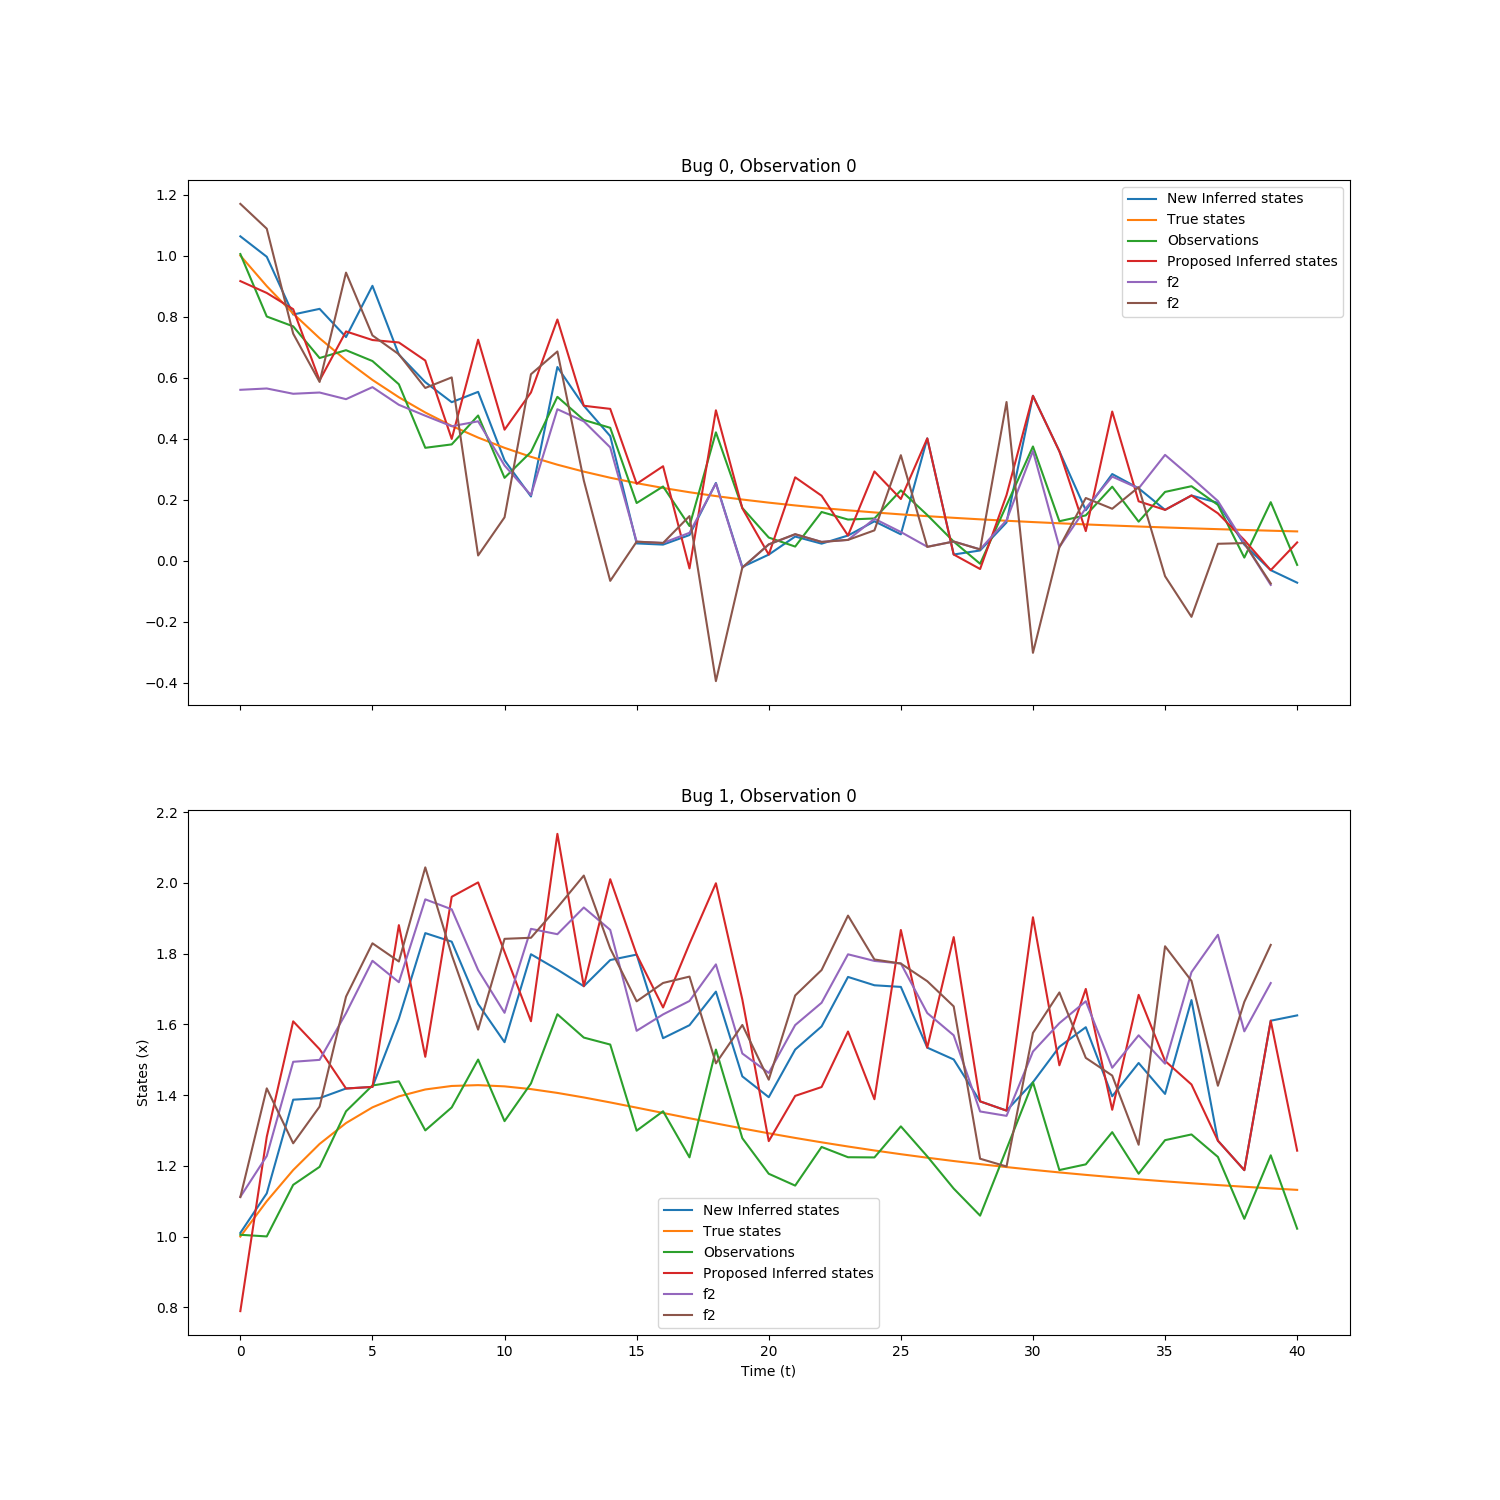 Bug 0, Observation 0
1.2
1.0
0.8
0.6
0.4
0.2
0.0
−0.2
−0.4
New Inferred states
True states
Observations
Proposed Inferred states
f2
f2
Bug 1, Observation 0
2.2
2.0
1.8
1.6
1.4
1.2
1.0
0.8
States (x)
New Inferred states
True states
Observations
Proposed Inferred states
f2
f2
0 5 10 15 20 25 30 35 40
Time (t)